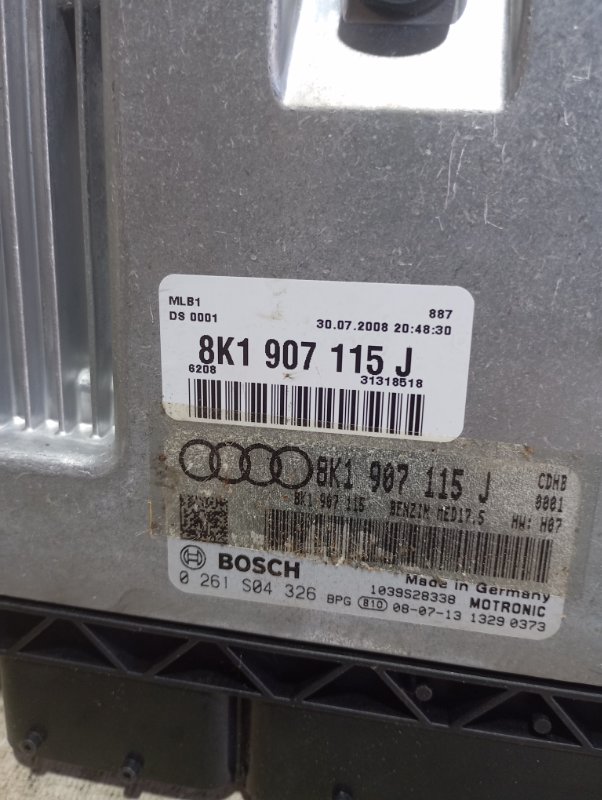 MLB1
887
DS 0001
30.07.2008 20:48:30
8K1 907 115 J
6208
31318518
8K1 907 115 J
CDHB
8K1 907 115 BENZIN MED17.5
0001
HW: H07
BOSCH
Made in Germany
0 261 S04 326
BPG 810 08-07-13
1039S28338 MOTRONIC
1329 0373